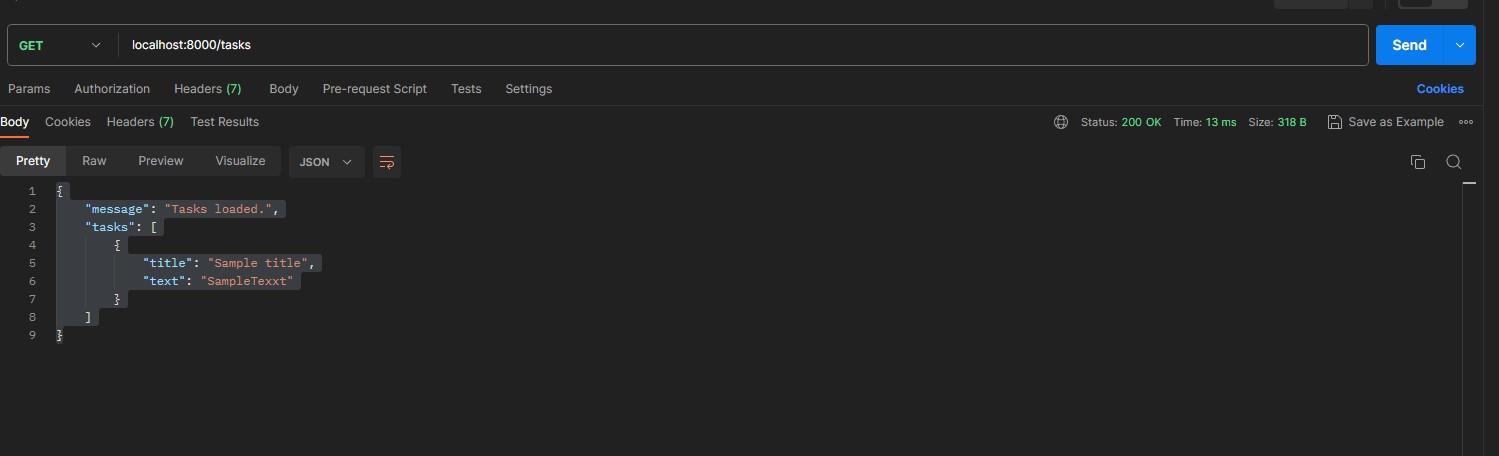 GET localhost:8000/tasks Send
Params Authorization Headers (7) Body Pre-request Script Tests Settings Cookies
Body Cookies Headers (7) Test Results Status: 200 OK Time: 13 ms Size: 318 B Save as Example
Pretty Raw Preview Visualize JSON
1 {
2 "message": "Tasks loaded.",
3 "tasks": [
4 {
5 "title": "Sample title",
6 "text": "SampleTexxt"
7 }
8 ]
9 }